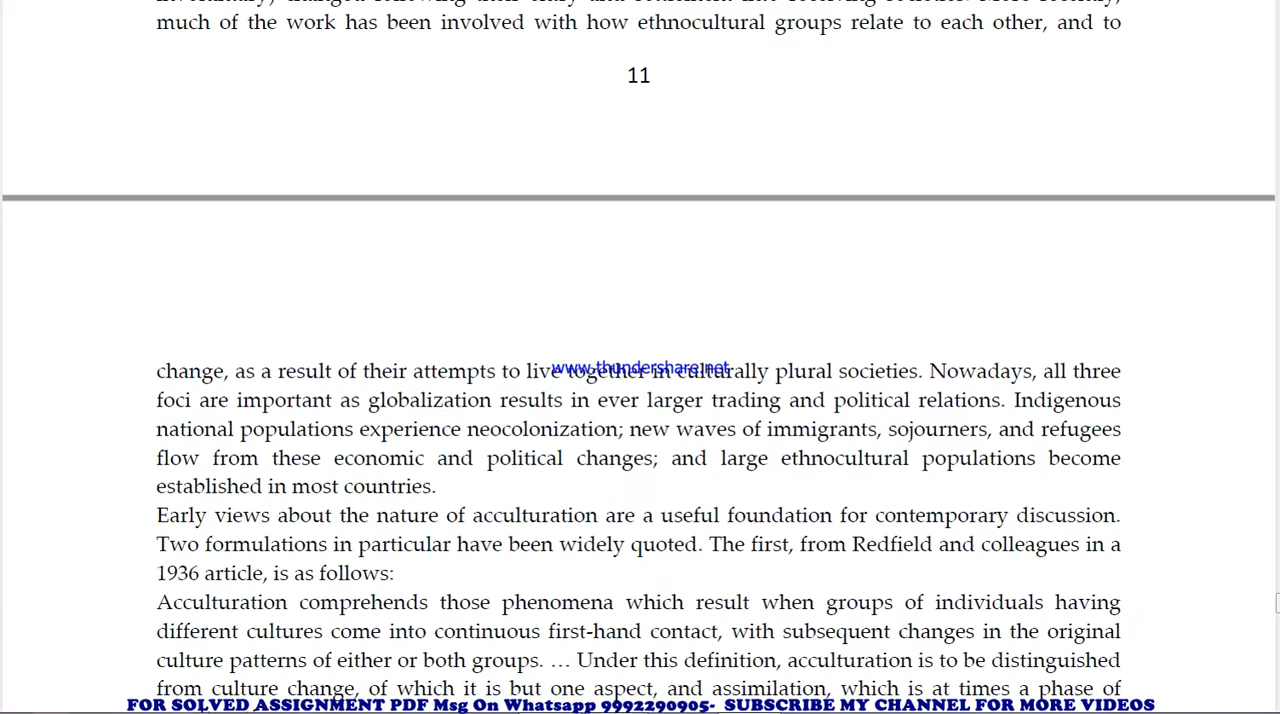 much of the work has been involved with how ethnocultural groups relate to each other, and to
11
change, as a result of their attempts to live together in culturally plural societies. Nowadays, all three
www.thundershare.net
foci are important as globalization results in ever larger trading and political relations. Indigenous
national populations experience neocolonization; new waves of immigrants, sojourners, and refugees
flow from these economic and political changes; and large ethnocultural populations become
established in most countries.
Early views about the nature of acculturation are a useful foundation for contemporary discussion.
Two formulations in particular have been widely quoted. The first, from Redfield and colleagues in a
1936 article, is as follows:
Acculturation comprehends those phenomena which result when groups of individuals having
different cultures come into continuous first-hand contact, with subsequent changes in the original
culture patterns of either or both groups. … Under this definition, acculturation is to be distinguished
from culture change, of which it is but one aspect, and assimilation, which is at times a phase of
FOR SOLVED ASSIGNMENT PDF Msg On Whatsapp 9992290905- SUBSCRIBE MY CHANNEL FOR MORE VIDEOS